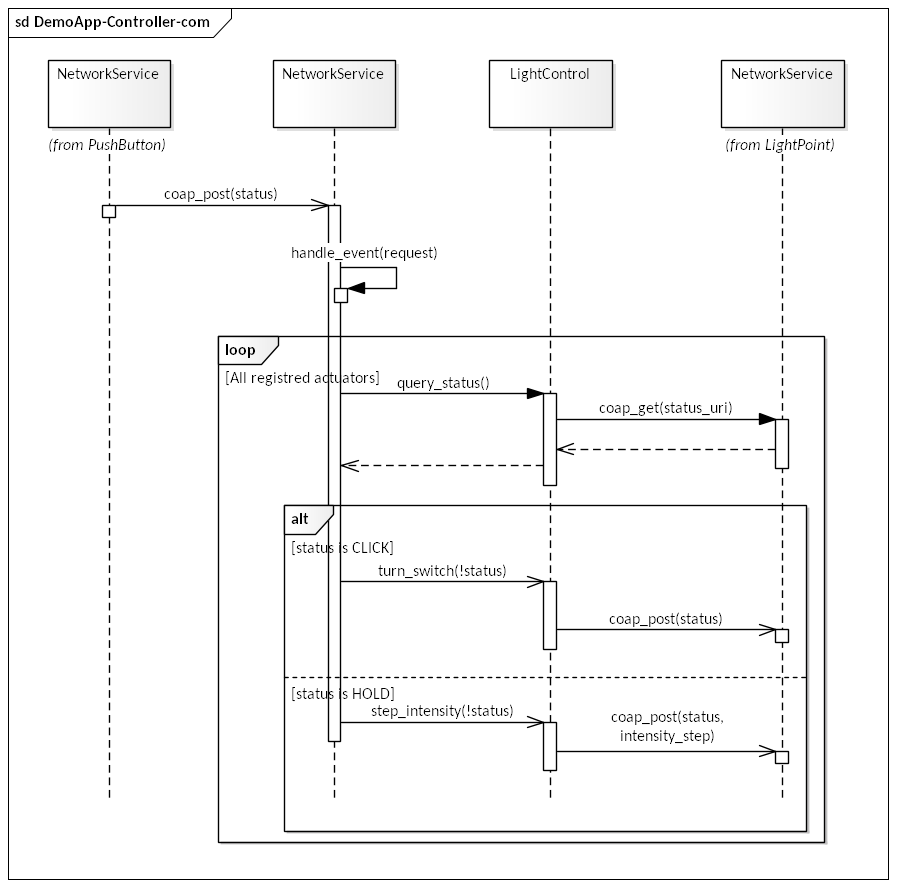 sd DemoApp-Controller-com
NetworkService
NetworkService
LightControl
NetworkService
(from PushButton)
(from LightPoint)
coap_post(status)
handle_event(request)
loop
[All registred actuators]
query_status()
coap_get(status_uri)
alt
[status is CLICK]
turn_switch(!status)
coap_post(status)
[status is HOLD]
step_intensity(!status)
coap_post(status,
intensity_step)